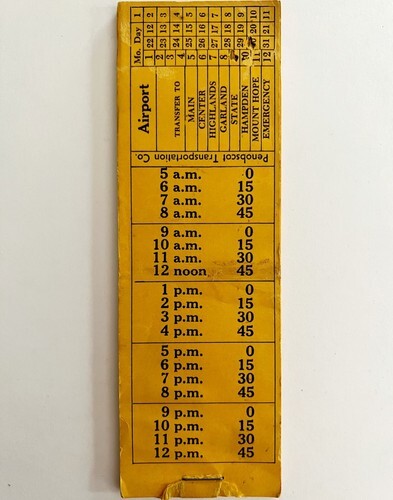 Mo. Day 1
1 22 12 2
2 23 13 3
3 24 14 4
4 25 15 5
5 26 16 6
6 27 17 7
7 28 18 8
8 29 19 9
9 20 10
10 31 21 11
11
12
Airport
TRANSFER TO
MAIN
CENTER
HIGHLANDS
GARLAND
STATE
HAMPDEN
MOUNT HOPE
EMERGENCY
Penobscot Transportation Co.
5 a.m. 0
6 a.m. 15
7 a.m. 30
8 a.m. 45
9 a.m. 0
10 a.m. 15
11 a.m. 30
12 noon 45
1 p.m. 0
2 p.m. 15
3 p.m. 30
4 p.m. 45
5 p.m. 0
6 p.m. 15
7 p.m. 30
8 p.m. 45
9 p.m. 0
10 p.m. 15
11 p.m. 30
12 p.m. 45